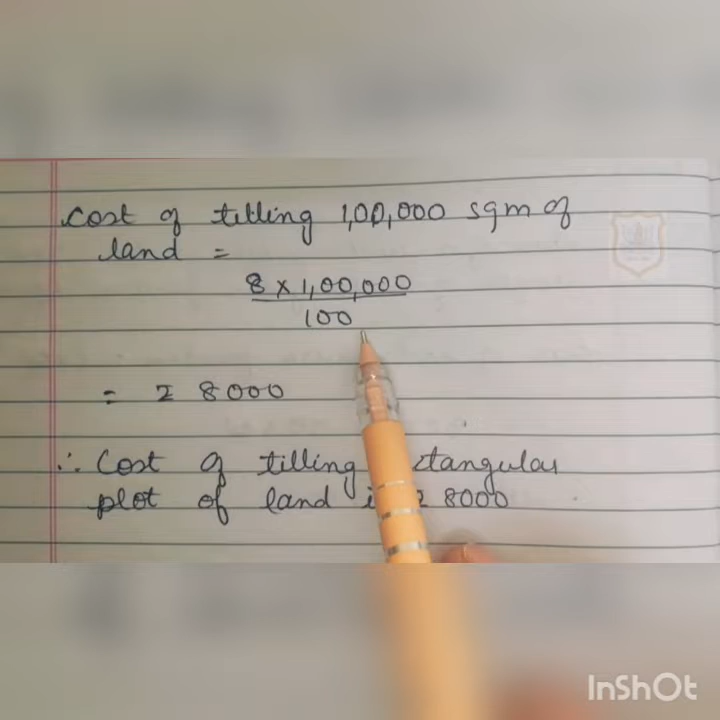 Cost of tilling 1,00,000 sqm of
land =
8 × 1,00,000
100
= ₹ 8000
∴ Cost of tilling ctangular
plot of land i ₹ 8000
InShOt